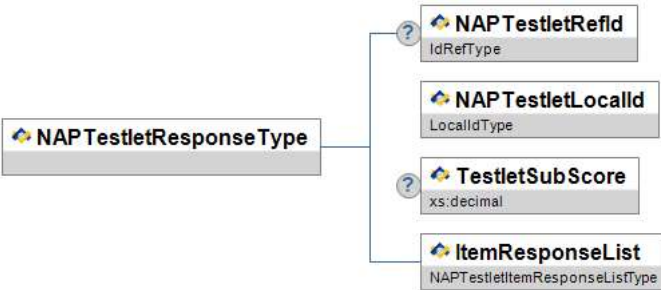 ?
NAPTestletRefId
IdRefType
NAPTestletLocalId
LocalIdType
NAPTestletResponseType
?
TestletSubScore
xs:decimal
ItemResponseList
NAPTestletItemResponseListType